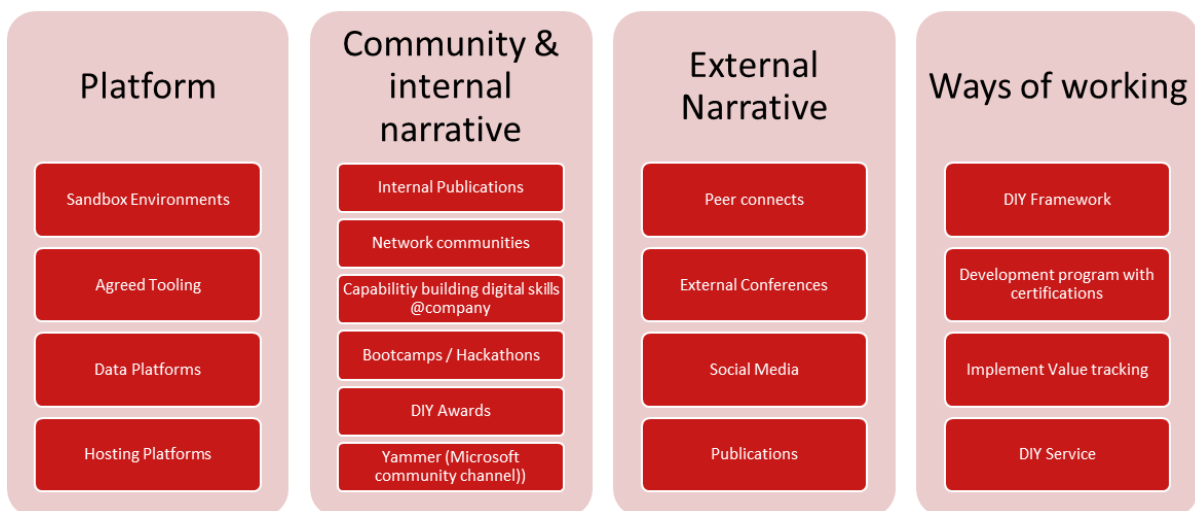 Platform
Sandbox Environments
Agreed Tooling
Data Platforms
Hosting Platforms
Community &
internal
narrative
Internal Publications
Network communities
Capabilitiy building digital skills
@company
Bootcamps / Hackathons
DIY Awards
Yammer (Microsoft
community channel))
External
Narrative
Peer connects
External Conferences
Social Media
Publications
Ways of working
DIY Framework
Development program with
certifications
Implement Value tracking
DIY Service